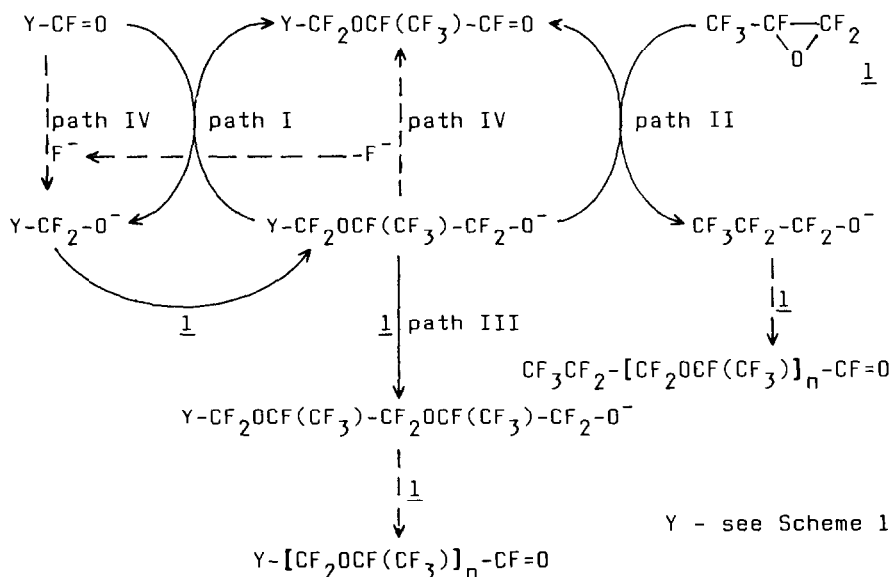 Y-CF=O Y-CF₂OCF(CF₃)-CF=O CF₃-CF-CF₂
O
1
path IV path I path IV path II
F⁻ -F⁻
Y-CF₂-O⁻ Y-CF₂OCF(CF₃)-CF₂-O⁻ CF₃CF₂-CF₂-O⁻
1 1 path III 1
CF₃CF₂-[CF₂OCF(CF₃)]ₙ-CF=O
Y-CF₂OCF(CF₃)-CF₂OCF(CF₃)-CF₂-O⁻
1
Y - see Scheme 1
Y-[CF₂OCF(CF₃)]ₙ-CF=O